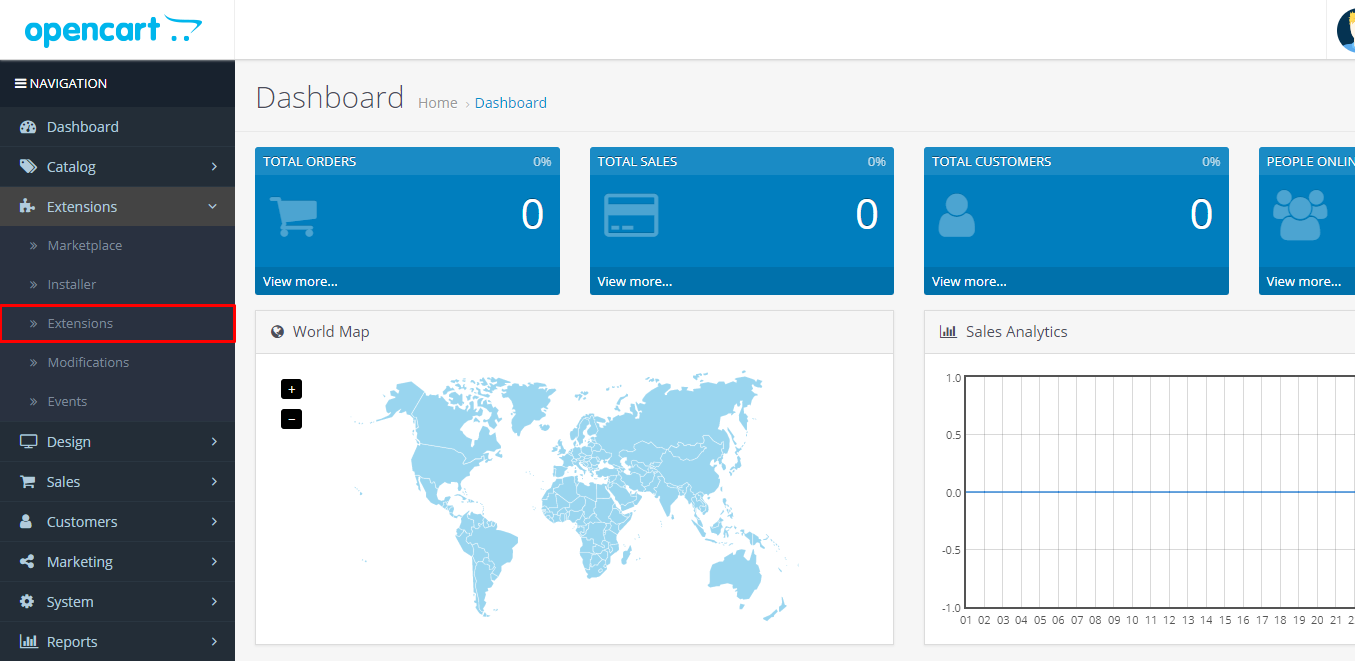 opencart
NAVIGATION
Dashboard
Catalog
Extensions
Marketplace
Installer
Extensions
Modifications
Events
Design
Sales
Customers
Marketing
System
Reports
Dashboard Home › Dashboard
TOTAL ORDERS 0%
0
View more...
TOTAL SALES 0%
0
View more...
TOTAL CUSTOMERS 0%
0
View more...
PEOPLE ONLIN
View more...
World Map
+
−
Sales Analytics
1.0
0.5
0.0
-0.5
-1.0
01 02 03 04 05 06 07 08 09 10 11 12 13 14 15 16 17 18 19 20 21 2